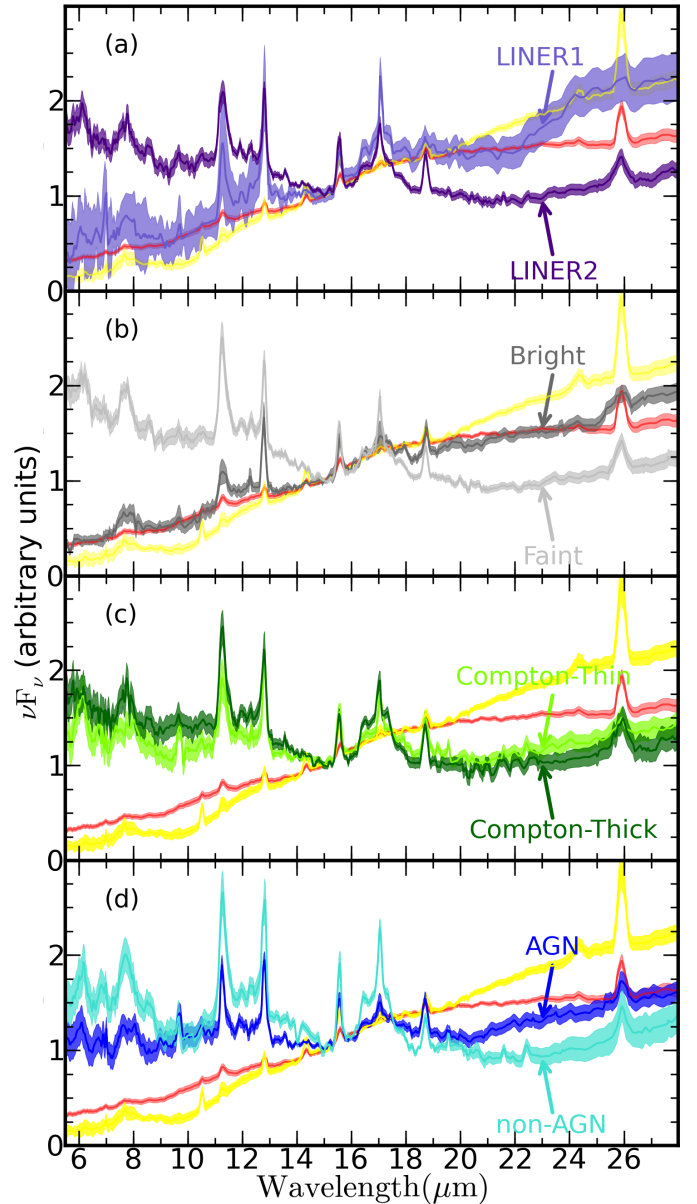 (a)
LINER1
LINER2
2
1
0
(b)
Bright
Faint
2
1
0
(c)
Compton-Thin
Compton-Thick
2
1
0
(d)
AGN
non-AGN
2
1
0
νFν (arbitrary units)
6 8 10 12 14 16 18 20 22 24 26
Wavelength(μm)